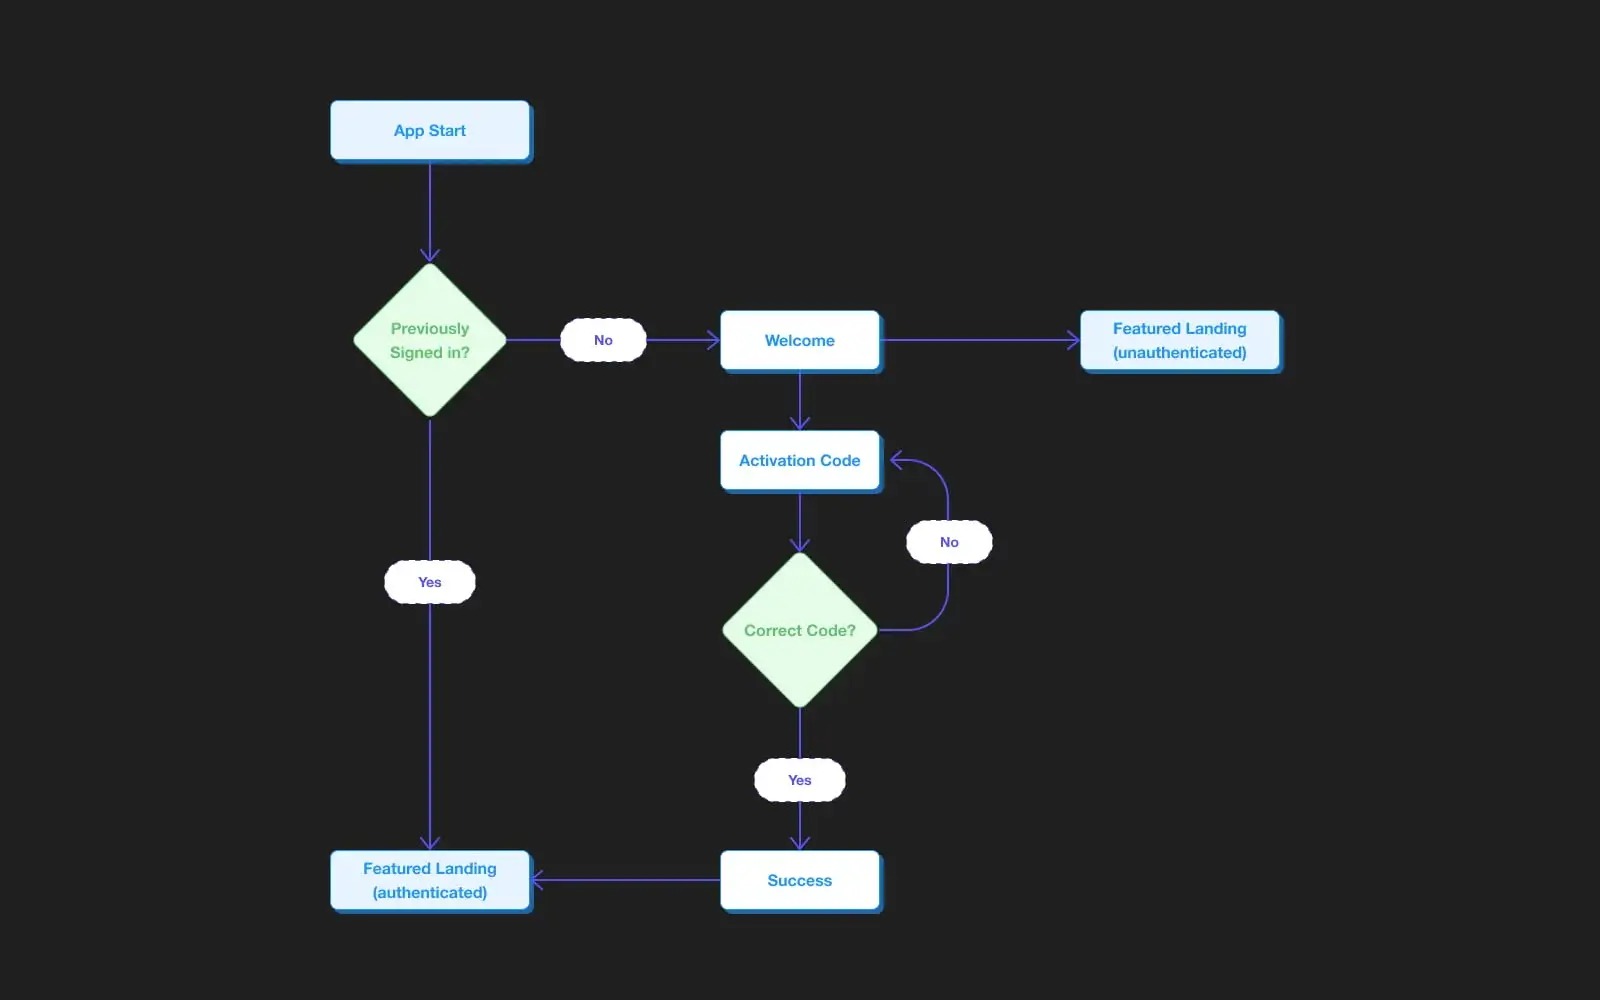 App Start
Previously
Signed in?
No
Welcome
Featured Landing
(unauthenticated)
Activation Code
No
Yes
Correct Code?
Yes
Featured Landing
(authenticated)
Success